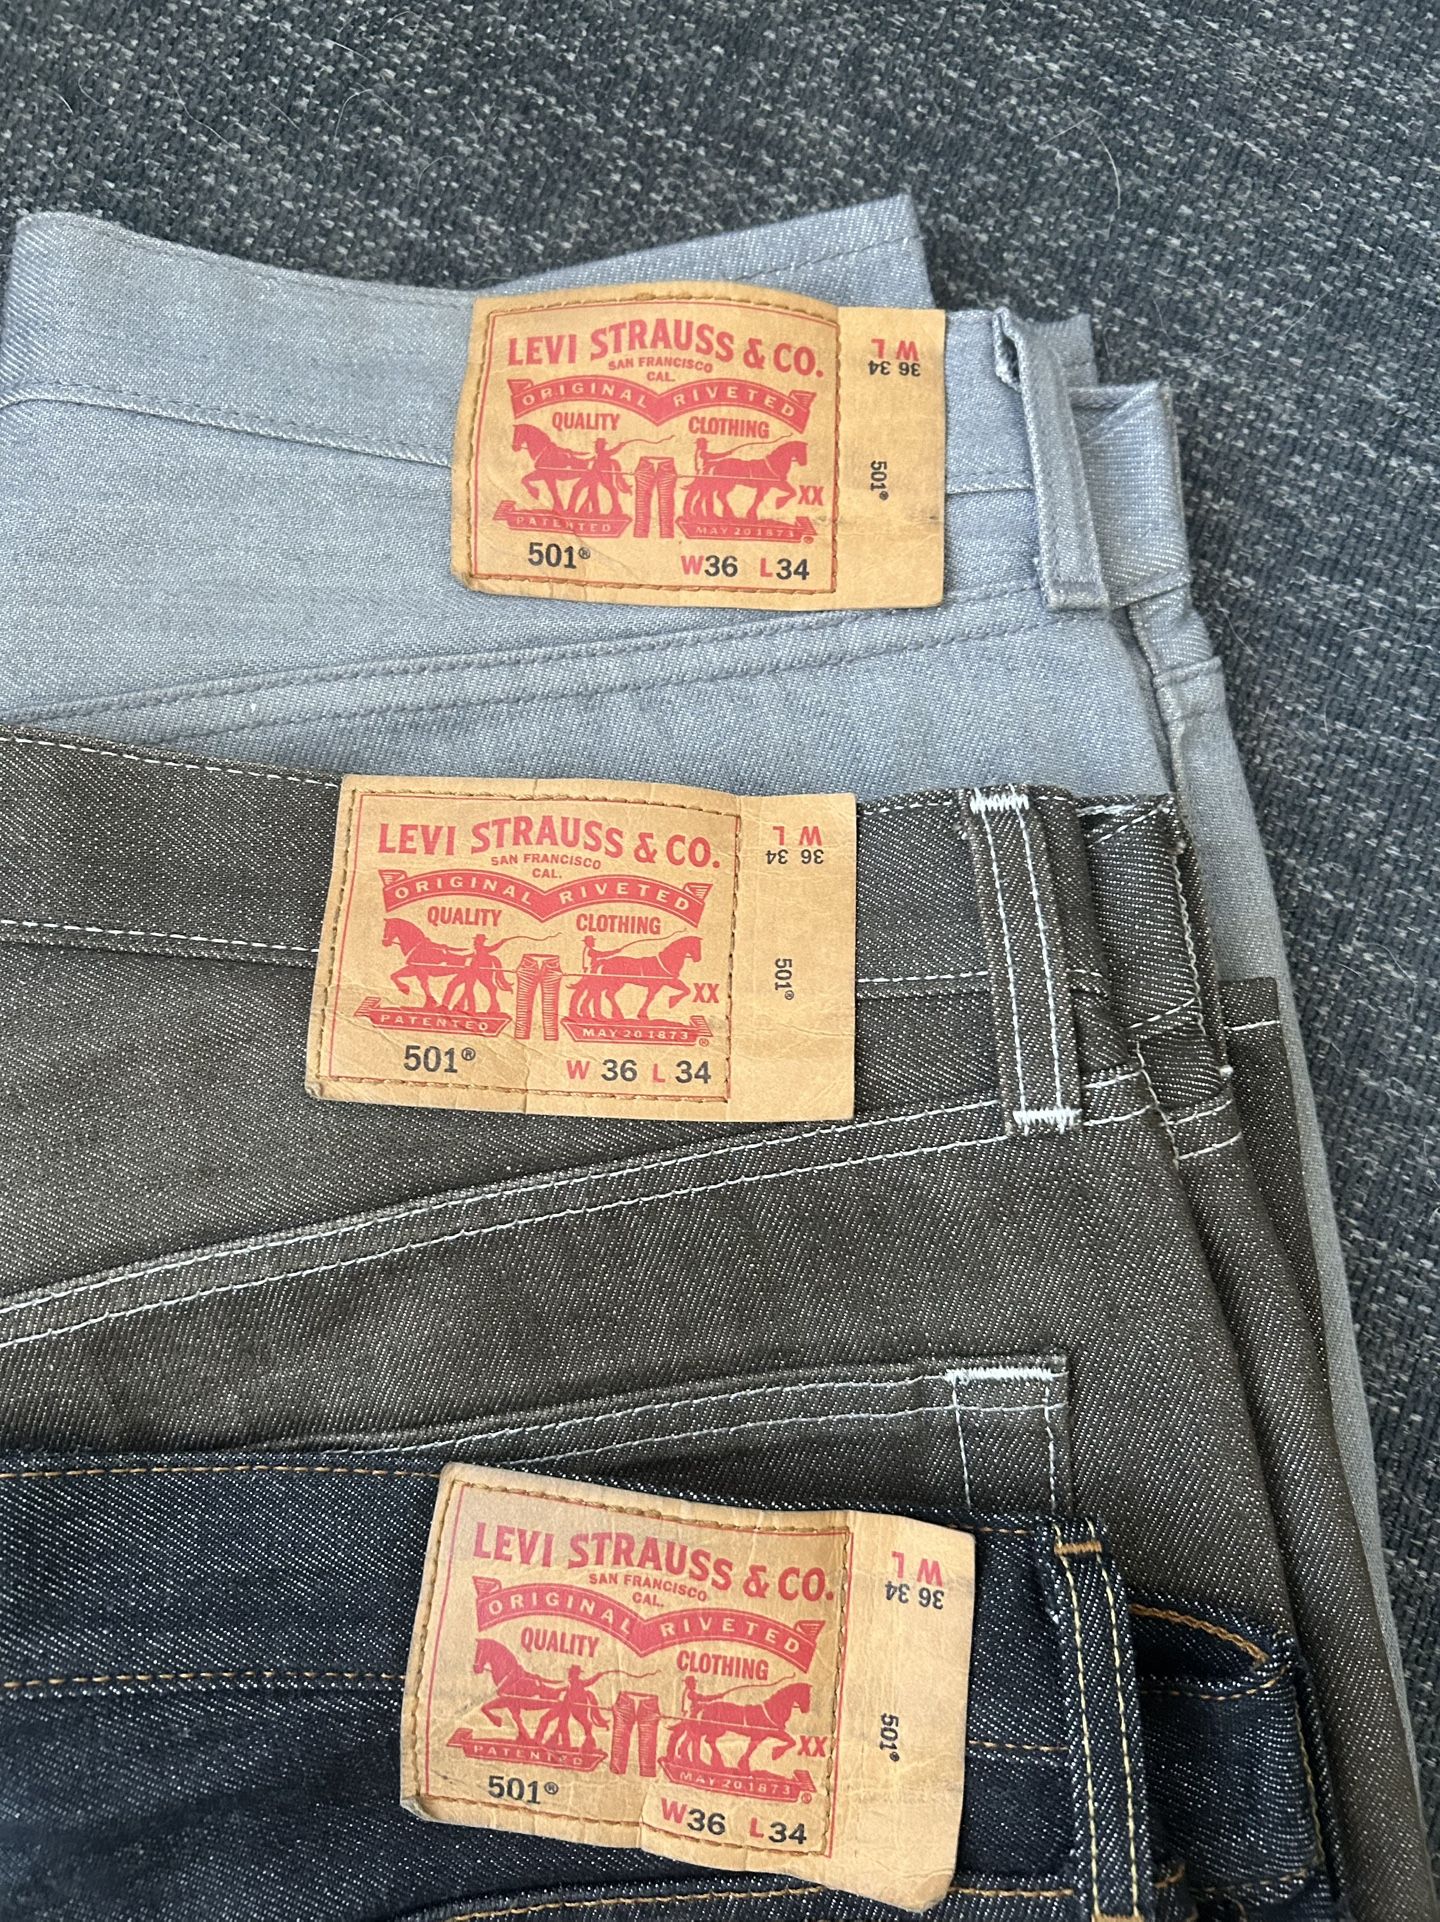 LEVI STRAUSS & CO.
SAN FRANCISCO
CAL.
ORIGINAL RIVETED
QUALITY CLOTHING
XX
PATENTED MAY 20 1873 ®
501® W36 L34
W L
36 34
501®
LEVI STRAUSS & CO.
SAN FRANCISCO
CAL.
ORIGINAL RIVETED
QUALITY CLOTHING
XX
PATENTED MAY 20 1873 ®
501® W 36 L 34
W L
36 34
501®
LEVI STRAUSS & CO.
SAN FRANCISCO
CAL.
ORIGINAL RIVETED
QUALITY CLOTHING
XX
PATENTED MAY 20 1873 ®
501® W36 L34
W L
36 34
501®